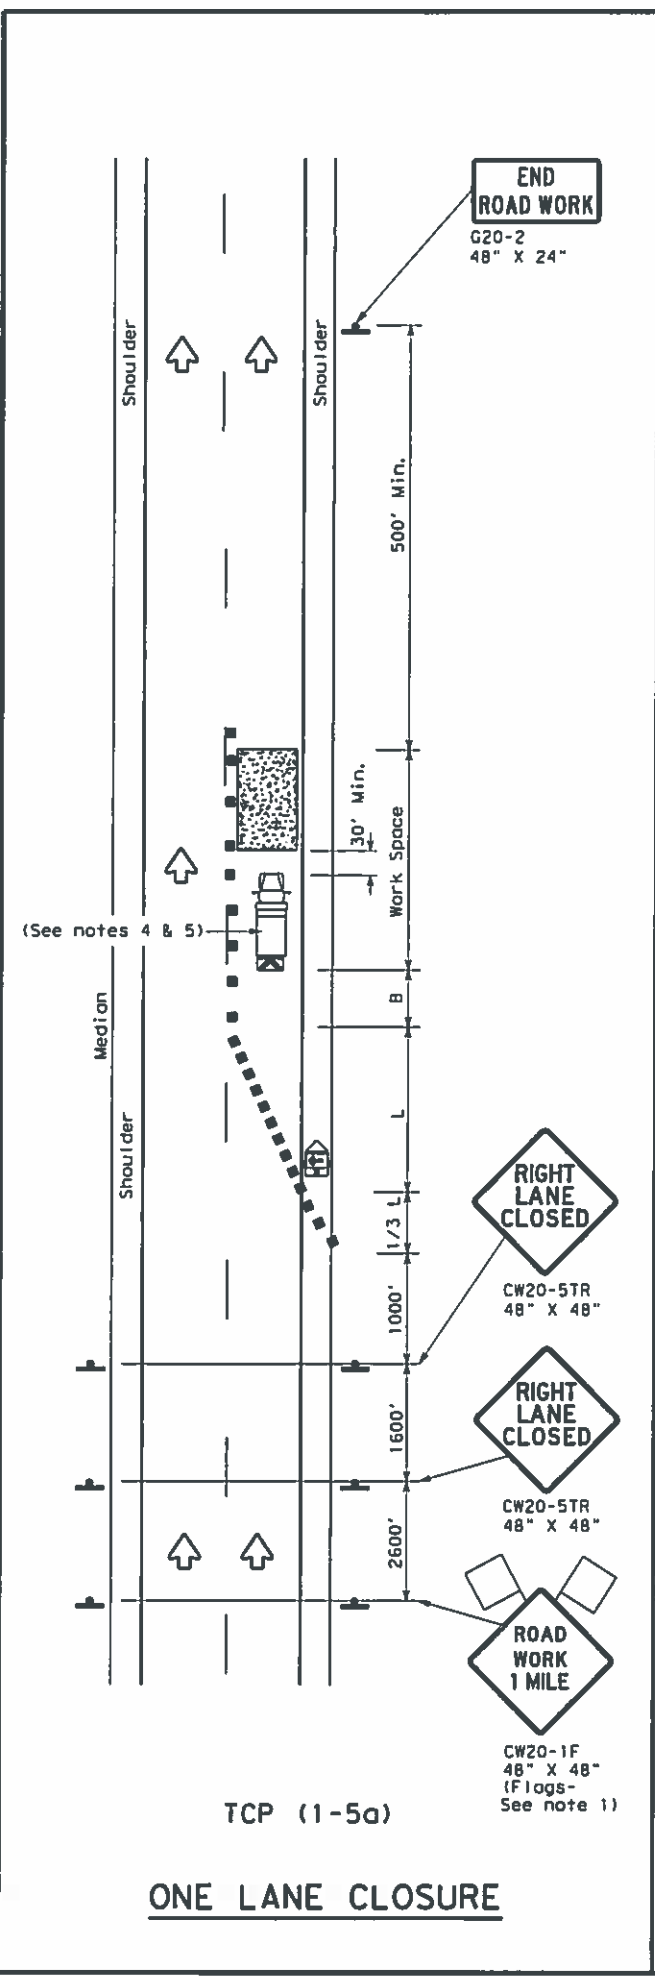 END
ROAD WORK
G20-2
48" X 24"
Shoulder
Shoulder
500' Min.
30' Min.
Work Space
(See notes 4 & 5)
B
Median
L
Shoulder
RIGHT
LANE
CLOSED
1/3 L
CW20-5TR
48" X 48"
1000'
RIGHT
LANE
CLOSED
1600'
CW20-5TR
48" X 48"
2600'
ROAD
WORK
1 MILE
CW20-1F
48" X 48"
(Flags-
See note 1)
TCP (1-5a)
ONE LANE CLOSURE